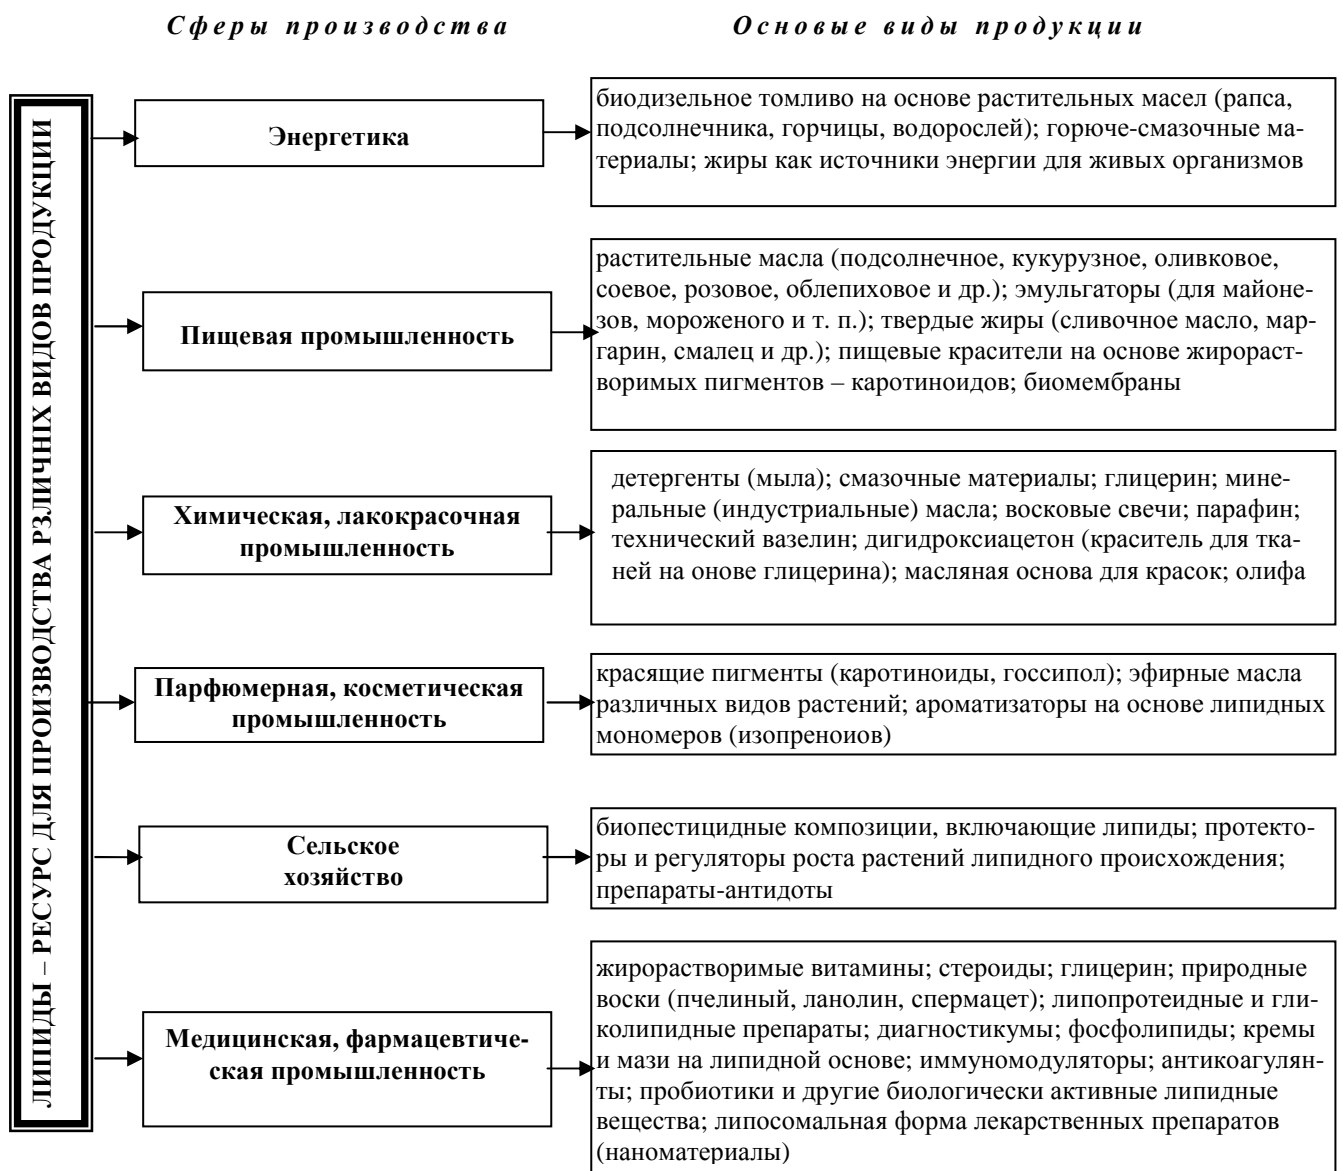 Сферы производства
Основые виды продукции
ЛИПИДЫ – РЕСУРС ДЛЯ ПРОИЗВОДСТВА РЗЛИЧНІХ ВИДОВ ПРОДУКЦИИ
Энергетика
биодизельное томливо на основе растительных масел (рапса,
подсолнечника, горчицы, водорослей); горюче-смазочные ма-
териалы; жиры как источники энергии для живых организмов
Пищевая промышленность
растительные масла (подсолнечное, кукурузное, оливковое,
соевое, розовое, облепиховое и др.); эмульгаторы (для майоне-
зов, мороженого и т. п.); твердые жиры (сливочное масло, мар-
гарин, смалец и др.); пищевые красители на основе жирораст-
воримых пигментов – каротиноидов; биомембраны
Химическая, лакокрасочная
промышленность
детергенты (мыла); смазочные материалы; глицерин; мине-
ральные (индустриальные) масла; восковые свечи; парафин;
технический вазелин; дигидроксиацетон (краситель для тка-
ней на онове глицерина); масляная основа для красок; олифа
Парфюмерная, косметическая
промышленность
красящие пигменты (каротиноиды, госсипол); эфирные масла
различных видов растений; ароматизаторы на основе липидных
мономеров (изопреноиов)
Сельское
хозяйство
биопестицидные композиции, включающие липиды; протекто-
ры и регуляторы роста растений липидного происхождения;
препараты-антидоты
Медицинская, фармацевтиче-
ская промышленность
жирорастворимые витамины; стероиды; глицерин; природные
воски (пчелиный, ланолин, спермацет); липопротеидные и гли-
колипидные препараты; диагностикумы; фосфолипиды; кремы
и мази на липидной основе; иммуномодуляторы; антикоагулян-
ты; пробиотики и другие биологически активные липидные
вещества; липосомальная форма лекарственных препаратов
(наноматериалы)